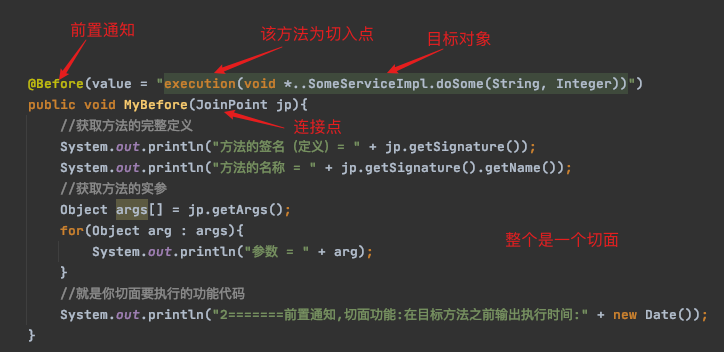 前置通知
该方法为切入点
目标对象
@Before(value = "execution(void *..SomeServiceImpl.doSome(String, Integer))")
public void MyBefore(JoinPoint jp){
连接点
//获取方法的完整定义
System.out.println("方法的签名（定义）= " + jp.getSignature());
System.out.println("方法的名称 = " + jp.getSignature().getName());
//获取方法的实参
Object args[] = jp.getArgs();
for(Object arg : args){
整个是一个切面
System.out.println("参数 = " + arg);
}
//就是你切面要执行的功能代码
System.out.println("2=======前置通知,切面功能:在目标方法之前输出执行时间:" + new Date());
}